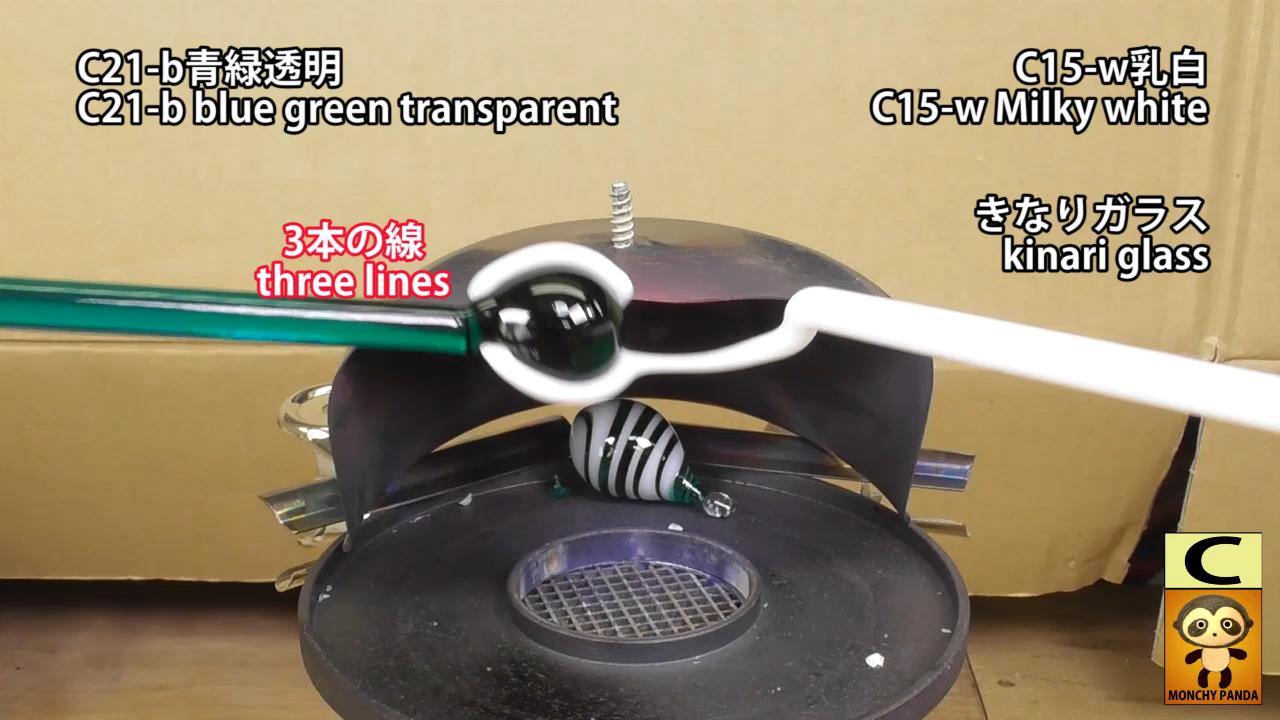 C21-b青緑透明
C21-b blue green transparent
C15-w乳白
C15-w Milky white
きなりガラス
kinari glass
3本の線
three lines
C
MONCHY PANDA